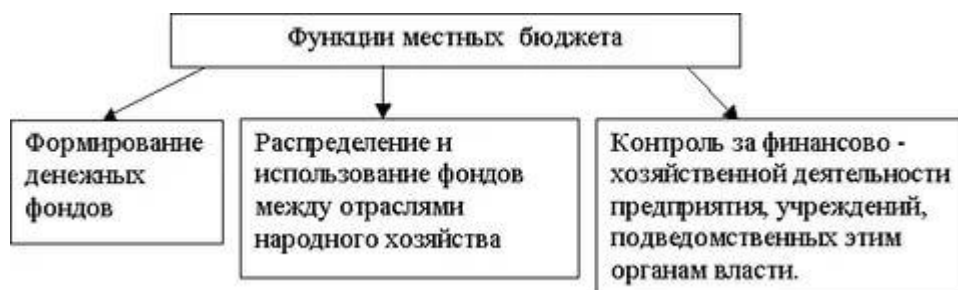 Функции местных бюджета
Формирование
денежных
фондов
Распределение и
использование фондов
между отраслями
народного хозяйства
Контроль за финансово -
хозяйственной деятельности
предприятия, учреждений,
подведомственных этим
органам власти.